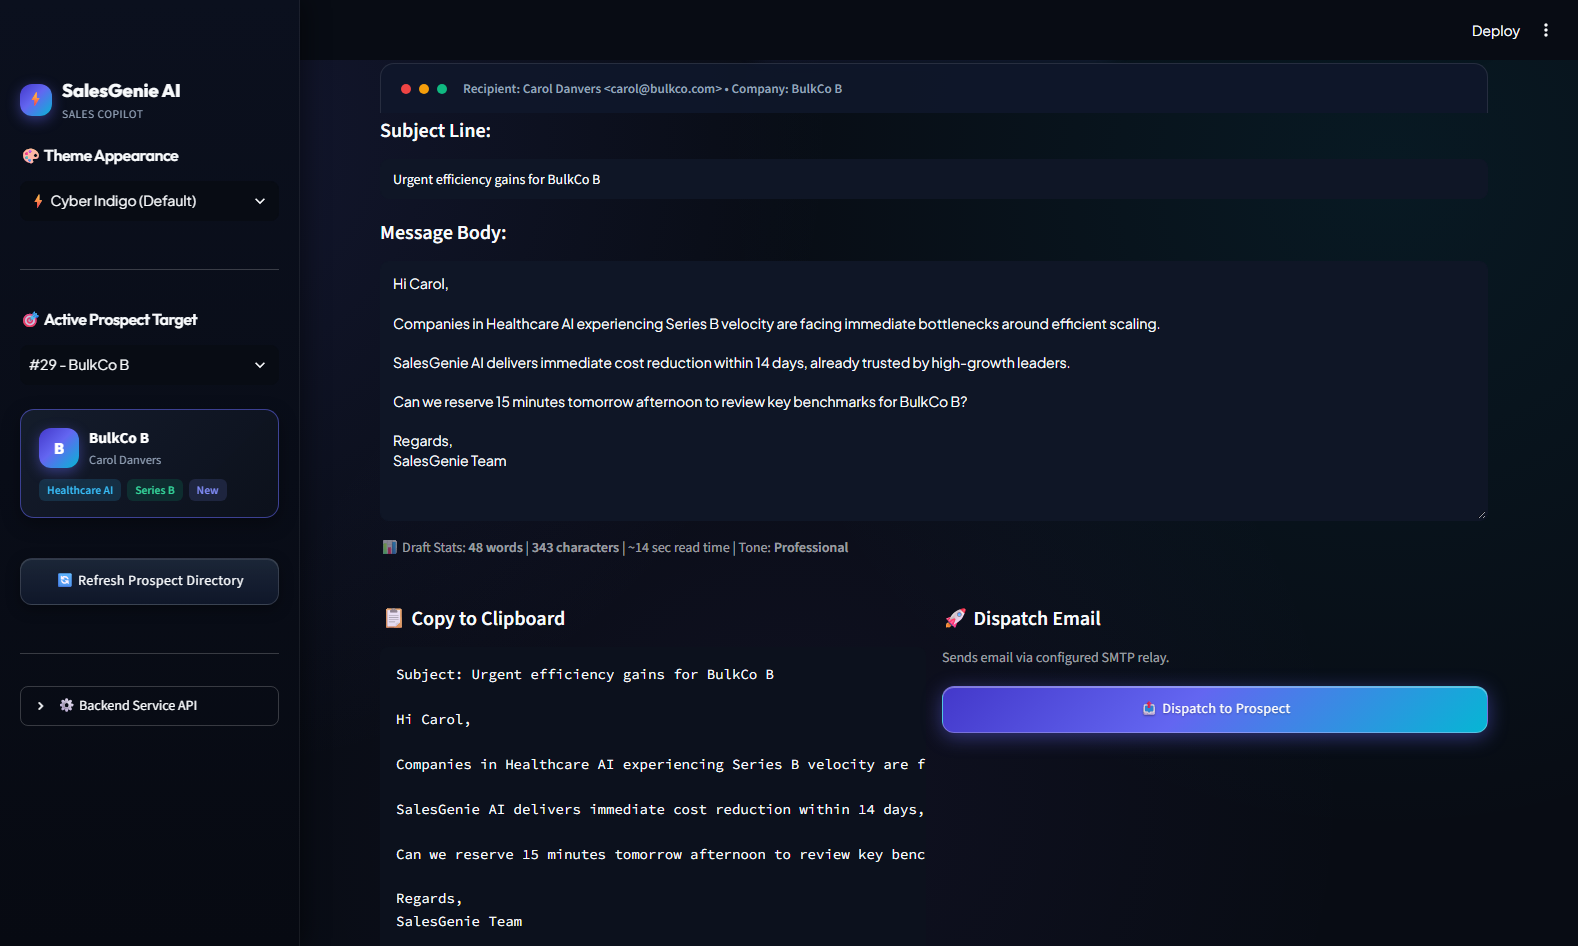 Deploy
SalesGenie AI
SALES COPILOT
Theme Appearance
Cyber Indigo (Default)
Active Prospect Target
#29 - BulkCo B
B
BulkCo B
Carol Danvers
Healthcare AI
Series B
New
Refresh Prospect Directory
Backend Service API
Recipient: Carol Danvers <carol@bulkco.com> • Company: BulkCo B
Subject Line:
Urgent efficiency gains for BulkCo B
Message Body:
Hi Carol,
Companies in Healthcare AI experiencing Series B velocity are facing immediate bottlenecks around efficient scaling.
SalesGenie AI delivers immediate cost reduction within 14 days, already trusted by high-growth leaders.
Can we reserve 15 minutes tomorrow afternoon to review key benchmarks for BulkCo B?
Regards,
SalesGenie Team
Draft Stats: 48 words | 343 characters | ~14 sec read time | Tone: Professional
Copy to Clipboard
Subject: Urgent efficiency gains for BulkCo B
Hi Carol,
Companies in Healthcare AI experiencing Series B velocity are f
SalesGenie AI delivers immediate cost reduction within 14 days,
Can we reserve 15 minutes tomorrow afternoon to review key benc
Regards,
SalesGenie Team
Dispatch Email
Sends email via configured SMTP relay.
Dispatch to Prospect